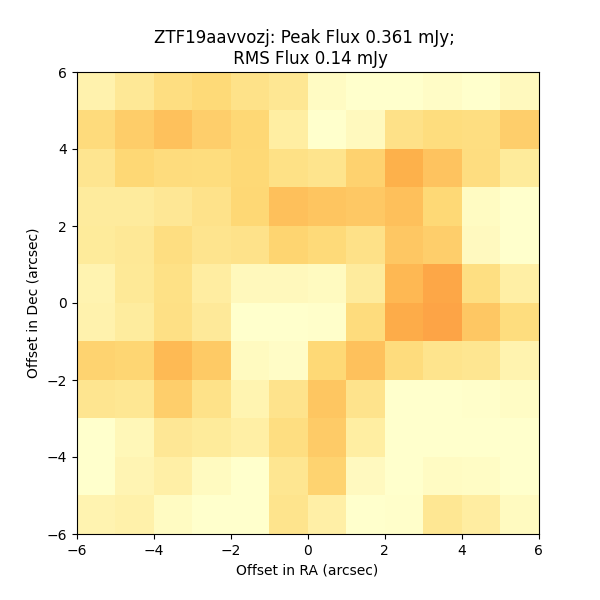 ZTF19aavvozj: Peak Flux 0.361 mJy;
RMS Flux 0.14 mJy
6
4
2
0
−2
−4
−6
Offset in Dec (arcsec)
−6 −4 −2 0 2 4 6
Offset in RA (arcsec)